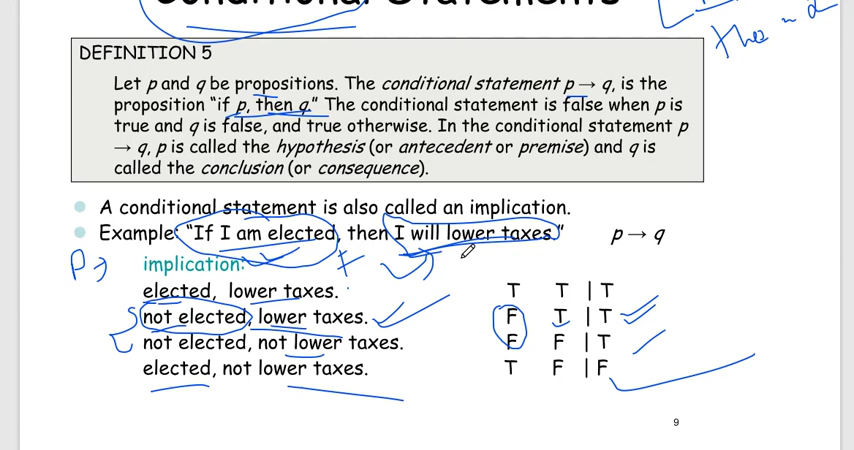 Conditional Statements
DEFINITION 5
Let p and q be propositions. The conditional statement p → q, is the
proposition "if p, then q." The conditional statement is false when p is
true and q is false, and true otherwise. In the conditional statement p
→ q, p is called the hypothesis (or antecedent or premise) and q is
called the conclusion (or consequence).
A conditional statement is also called an implication.
Example: "If I am elected, then I will lower taxes." p → q
implication:
elected, lower taxes. T T | T
not elected, lower taxes. F T | T
not elected, not lower taxes. F F | T
elected, not lower taxes. T F | F
9